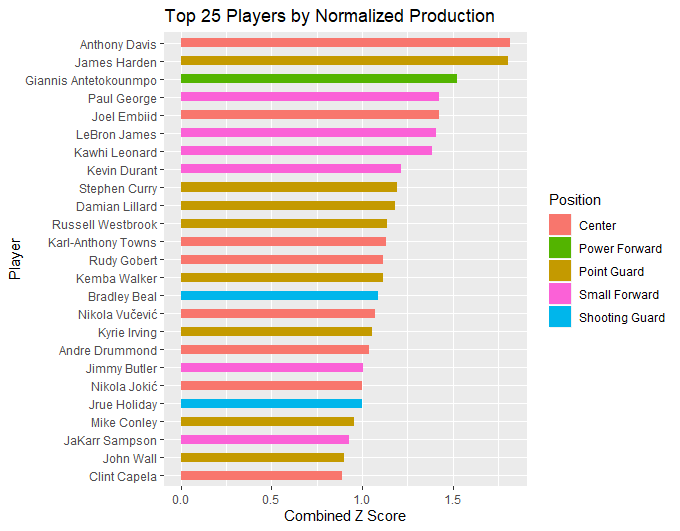 Top 25 Players by Normalized Production
Player
Anthony Davis
James Harden
Giannis Antetokounmpo
Paul George
Joel Embiid
LeBron James
Kawhi Leonard
Kevin Durant
Stephen Curry
Damian Lillard
Russell Westbrook
Karl-Anthony Towns
Rudy Gobert
Kemba Walker
Bradley Beal
Nikola Vučević
Kyrie Irving
Andre Drummond
Jimmy Butler
Nikola Jokić
Jrue Holiday
Mike Conley
JaKarr Sampson
John Wall
Clint Capela
0.0 0.5 1.0 1.5
Combined Z Score
Position
Center
Power Forward
Point Guard
Small Forward
Shooting Guard